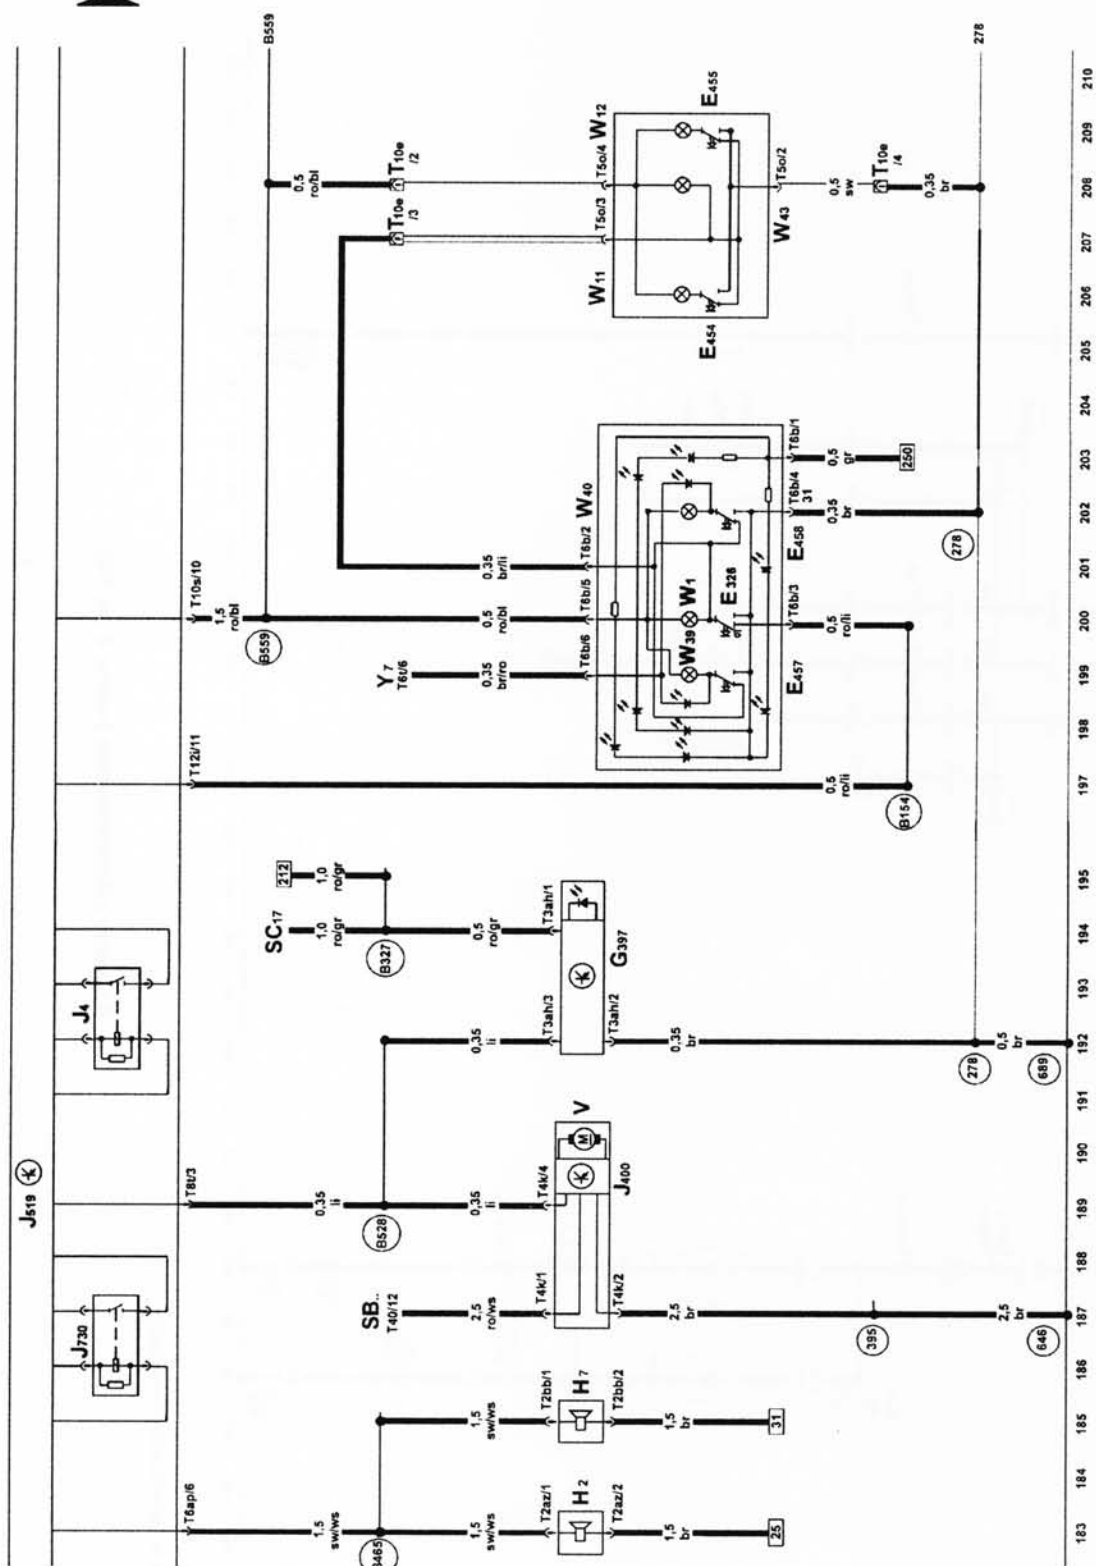 J519
J730
J4
T6ap/6
T8t/3
T12i/11
T10s/10
1,5
ro/bl
B559
B559
1,5
sw/ws
0,35
li
SC17
212
0,5
ro/bl
1,0
ro/gr
1,0
ro/gr
B465
B528
B327
SB..
T40/12
Y7
T6t/6
T10e
/3
T10e
/2
1,5
sw/ws
1,5
sw/ws
2,5
ro/ws
0,35
li
0,35
li
0,5
ro/gr
0,35
br/ro
0,5
ro/bl
0,35
br/li
T2az/1
T2bb/1
T4k/1
T4k/4
T3ah/3
T3ah/1
T6b/6
T6b/5
T6b/2
W40
T5o/3
T5o/4
W11
W12
H2
H7
V
M
J400
G397
W39
W1
E326
T2az/2
T2bb/2
T4k/2
T3ah/2
1,5
br
1,5
br
2,5
br
0,35
br
E457
T6b/3
E458
T6b/4
31
T6b/1
E454
E455
W43
T5o/2
25
31
0,5
ro/li
0,5
ro/li
0,35
br
0,5
gr
0,5
sw
395
B154
250
T10e
/4
0,35
br
278
278
278
2,5
br
0,5
br
646
689
183 184 185 186 187 188 189 190 191 192 193 194 195 197 198 199 200 201 202 203 204 205 206 207 208 209 210